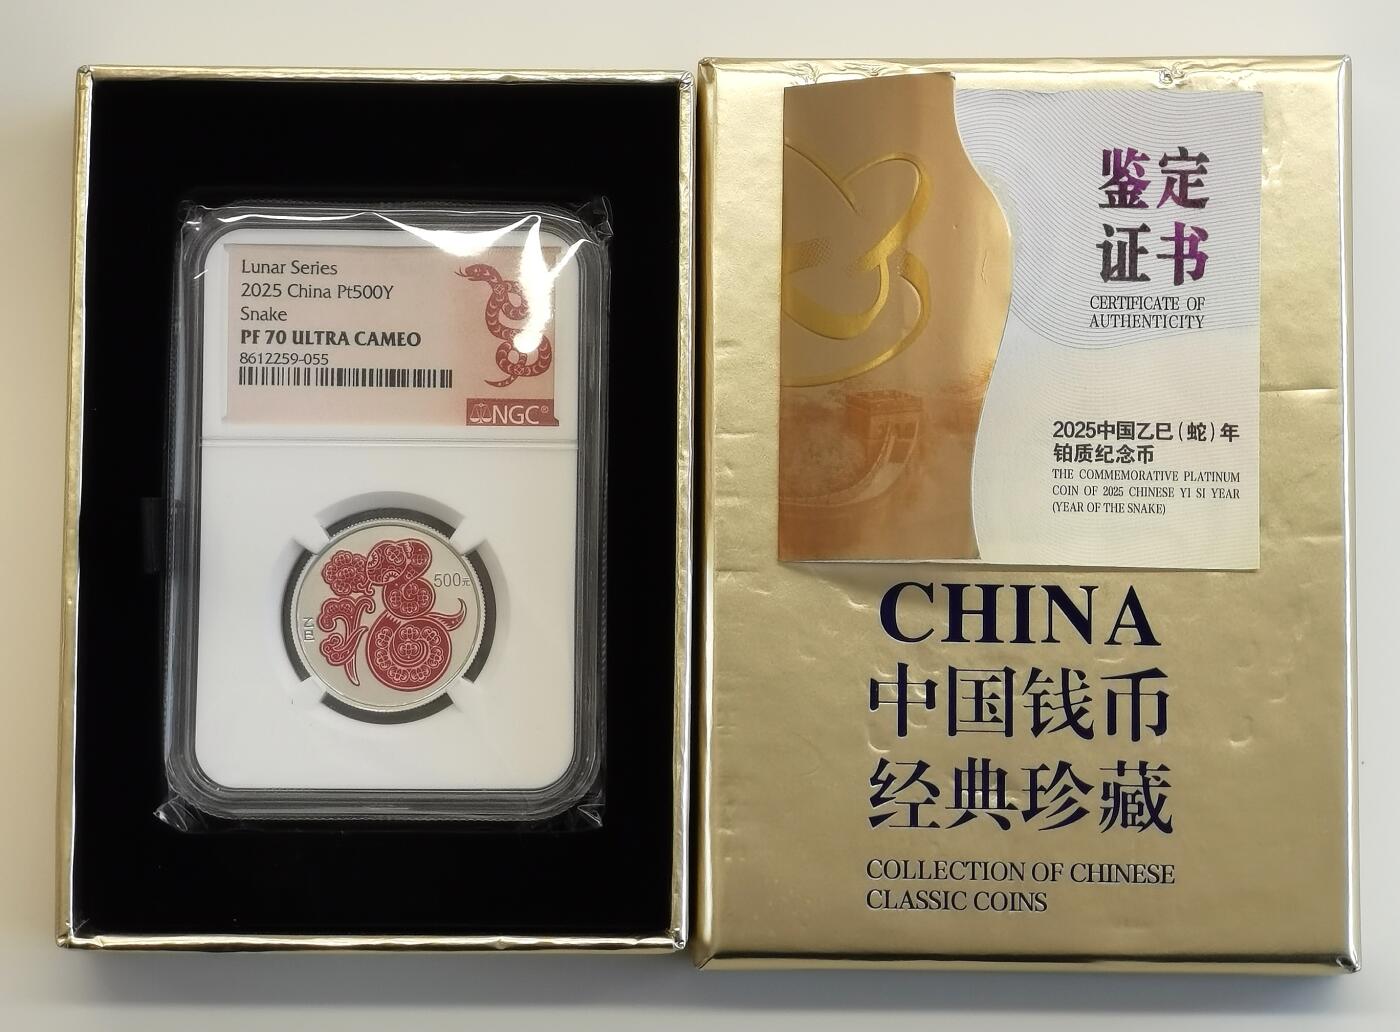 Lunar Series
2025 China Pt500Y
Snake
PF 70 ULTRA CAMEO
8612259-055
NGC®
500元
乙巳
福
鉴定
证书
CERTIFICATE OF
AUTHENTICITY
2025中国乙巳（蛇）年
铂质纪念币
THE COMMEMORATIVE PLATINUM
COIN OF 2025 CHINESE YI SI YEAR
(YEAR OF THE SNAKE)
CHINA
中国钱币
经典珍藏
COLLECTION OF CHINESE
CLASSIC COINS